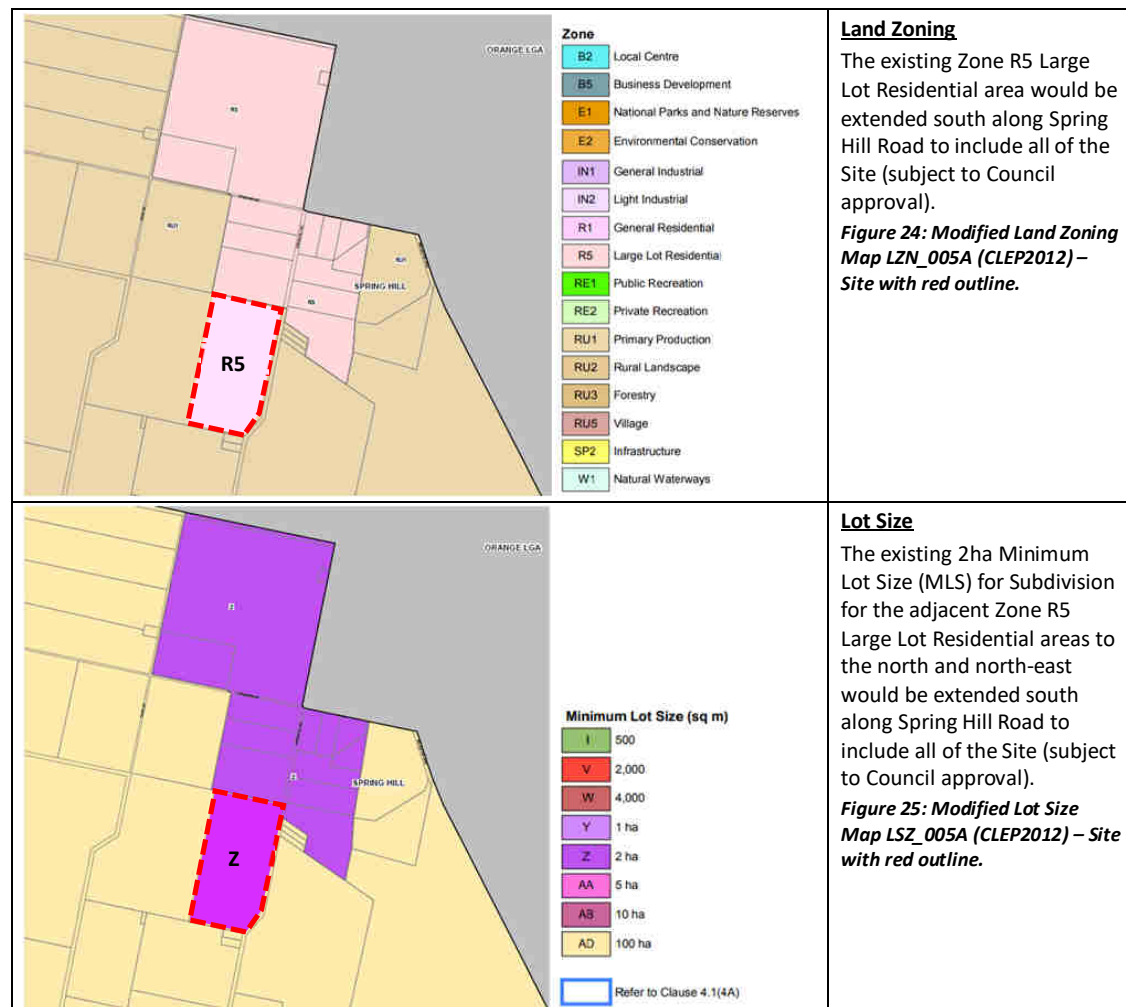 ORANGE LGA
R5
RU1
RU1
SPRING HILL
R5
R5
Zone
B2 Local Centre
B5 Business Development
E1 National Parks and Nature Reserves
E2 Environmental Conservation
IN1 General Industrial
IN2 Light Industrial
R1 General Residential
R5 Large Lot Residential
RE1 Public Recreation
RE2 Private Recreation
RU1 Primary Production
RU2 Rural Landscape
RU3 Forestry
RU5 Village
SP2 Infrastructure
W1 Natural Waterways
Land Zoning
The existing Zone R5 Large
Lot Residential area would be
extended south along Spring
Hill Road to include all of the
Site (subject to Council
approval).
Figure 24: Modified Land Zoning
Map LZN_005A (CLEP2012) –
Site with red outline.
ORANGE LGA
Z
Z
SPRING HILL
Z
Minimum Lot Size (sq m)
I 500
V 2,000
W 4,000
Y 1 ha
Z 2 ha
AA 5 ha
AB 10 ha
AD 100 ha
Refer to Clause 4.1(4A)
Lot Size
The existing 2ha Minimum
Lot Size (MLS) for Subdivision
for the adjacent Zone R5
Large Lot Residential areas to
the north and north-east
would be extended south
along Spring Hill Road to
include all of the Site (subject
to Council approval).
Figure 25: Modified Lot Size
Map LSZ_005A (CLEP2012) – Site
with red outline.